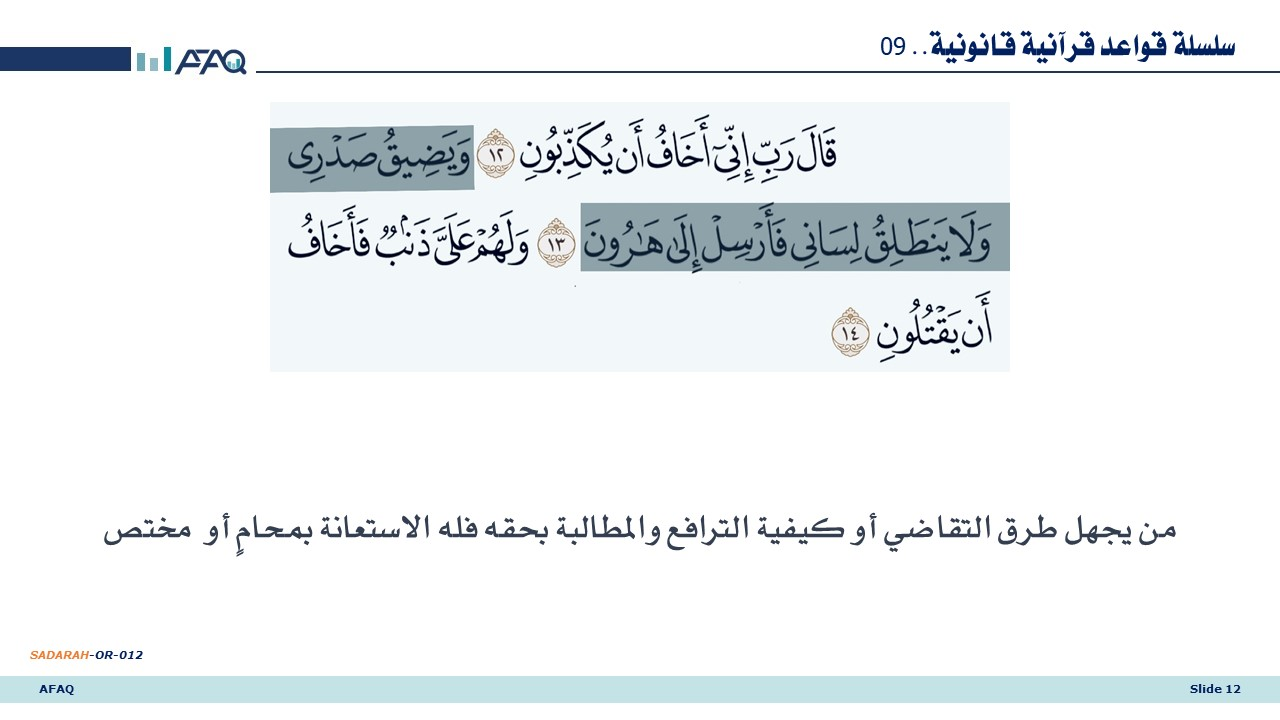 سلسلة قواعد قرآنية قانونية.. 09
AFAQ
قَالَ رَبِّ إِنِّىٓ أَخَافُ أَن يُكَذِّبُونِ ١٢ وَيَضِيقُ صَدْرِى
وَلَا يَنطَلِقُ لِسَانِى فَأَرْسِلْ إِلَىٰ هَـٰرُونَ ١٣ وَلَهُمْ عَلَىَّ ذَنۢبٌ فَأَخَافُ
أَن يَقْتُلُونِ ١٤
من يجهل طرق التقاضي أو كيفية الترافع والمطالبة بحقه فله الاستعانة بمحامٍ أو مختص
SADARAH-OR-012
AFAQ
Slide 12